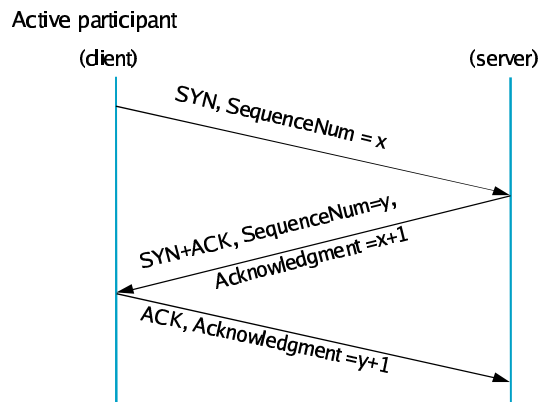 Active participant
(client)
(server)
SYN, SequenceNum = x
SYN+ACK, SequenceNum=y,
Acknowledgment =x+1
ACK, Acknowledgment =y+1